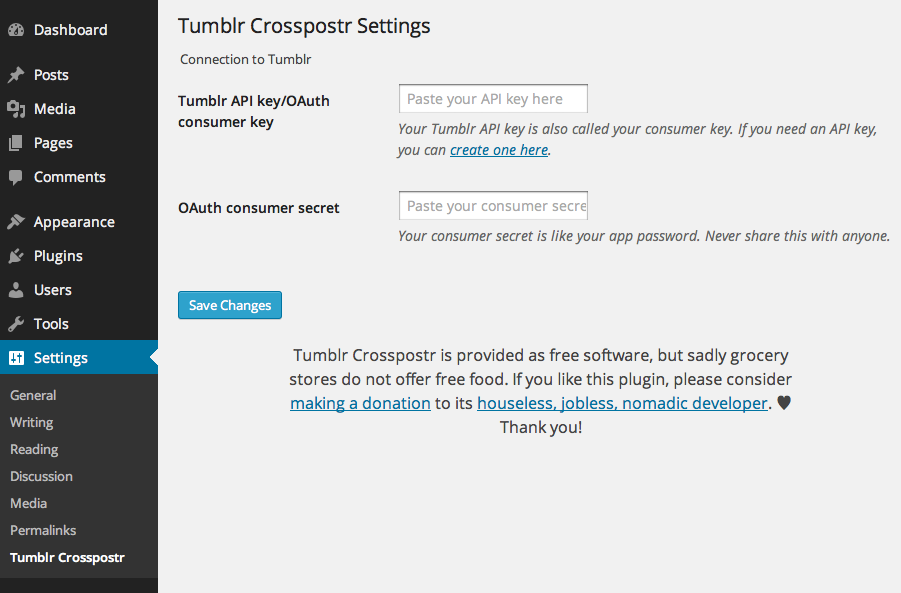 Dashboard
Posts
Media
Pages
Comments
Appearance
Plugins
Users
Tools
Settings
General
Writing
Reading
Discussion
Media
Permalinks
Tumblr Crosspostr
Tumblr Crosspostr Settings
Connection to Tumblr
Tumblr API key/OAuth
consumer key
Paste your API key here
Your Tumblr API key is also called your consumer key. If you need an API key,
you can create one here.
OAuth consumer secret
Paste your consumer secre
Your consumer secret is like your app password. Never share this with anyone.
Save Changes
Tumblr Crosspostr is provided as free software, but sadly grocery
stores do not offer free food. If you like this plugin, please consider
making a donation to its houseless, jobless, nomadic developer. ♥
Thank you!